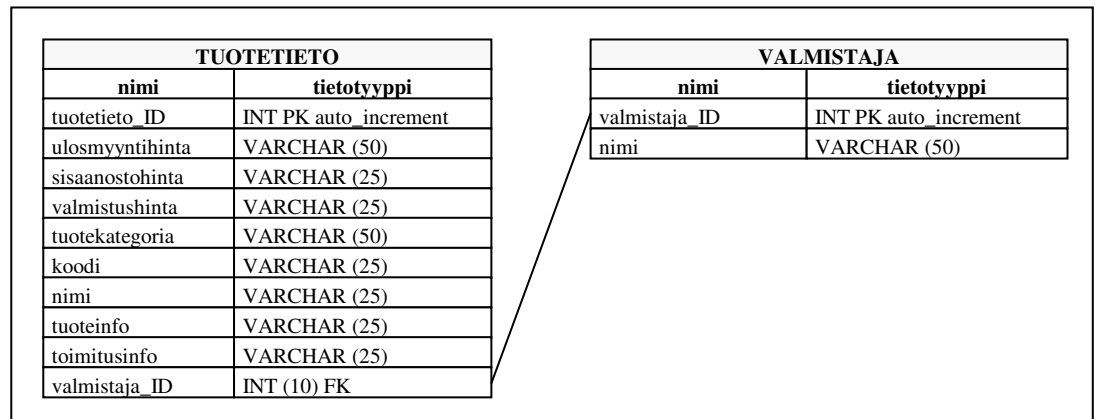 TUOTETIETO
nimi tietotyyppi
tuotetieto_ID INT PK auto_increment
ulosmyyntihinta VARCHAR (50)
sisaanostohinta VARCHAR (25)
valmistushinta VARCHAR (25)
tuotekategoria VARCHAR (50)
koodi VARCHAR (25)
nimi VARCHAR (25)
tuoteinfo VARCHAR (25)
toimitusinfo VARCHAR (25)
valmistaja_ID INT (10) FK
VALMISTAJA
nimi tietotyyppi
valmistaja_ID INT PK auto_increment
nimi VARCHAR (50)